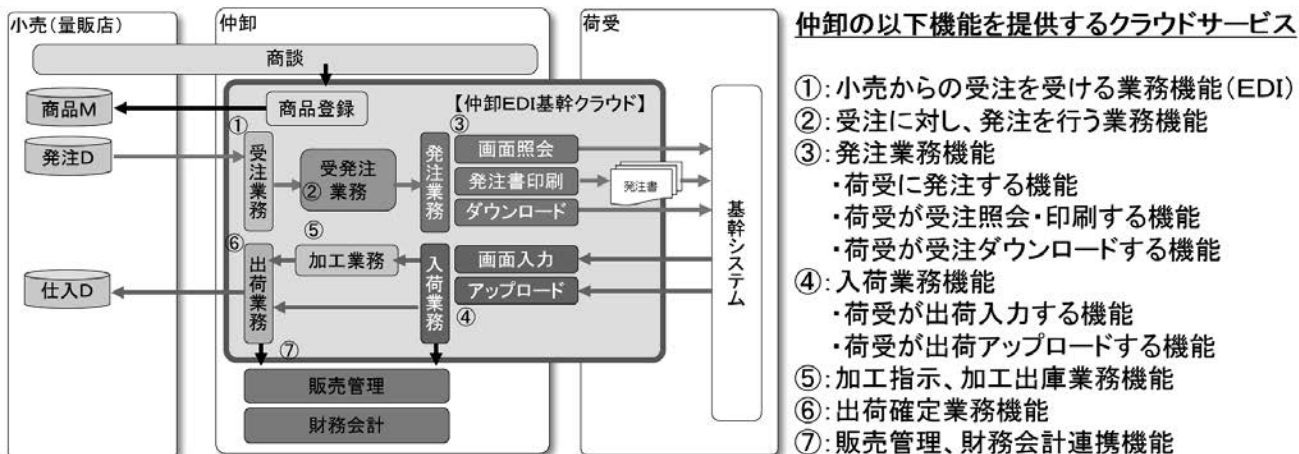 小売(量販店)
仲卸
荷受
商談
商品M
商品登録
【仲卸EDI基幹クラウド】
発注D
①
受注業務
②
受発注
業務
発注業務
③
画面照会
発注書印刷
発注書
ダウンロード
基幹システム
仕入D
⑥
出荷業務
⑤
加工業務
入荷業務
画面入力
アップロード
④
⑦
販売管理
財務会計
仲卸の以下機能を提供するクラウドサービス
①:小売からの受注を受ける業務機能(EDI)
②:受注に対し、発注を行う業務機能
③:発注業務機能
・荷受に発注する機能
・荷受が受注照会・印刷する機能
・荷受が受注ダウンロードする機能
④:入荷業務機能
・荷受が出荷入力する機能
・荷受が出荷アップロードする機能
⑤:加工指示、加工出庫業務機能
⑥:出荷確定業務機能
⑦:販売管理、財務会計連携機能